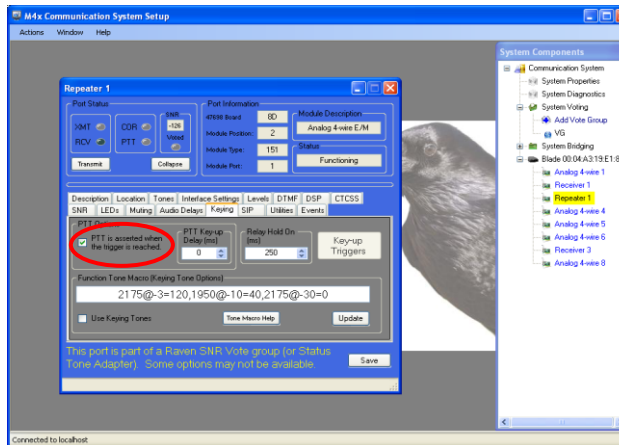 M4x Communication System Setup
Actions Window Help
System Components
Communication System
System Properties
System Diagnostics
System Voting
Add Vote Group
VG
System Bridging
Blade 00:04:A3:19:E1:8
Analog 4-wire 1
Receiver 1
Repeater 1
Analog 4-wire 4
Analog 4-wire 5
Analog 4-wire 6
Receiver 3
Analog 4-wire 8
Repeater 1
Port Status
XMT COR
RCV PTT
SNR
-126
Voted
Transmit Collapse
Port Information
47698 Board 8D
Module Position: 2
Module Type: 151
Module Port: 1
Module Description
Analog 4-wire E/M
Status
Functioning
Description Location Tones Interface Settings Levels DTMF DSP CTCSS
SNR LEDs Muting Audio Delays Keying SIP Utilities Events
PTT Options
PTT is asserted when
the trigger is reached.
PTT Key-up
Delay (ms)
0
Relay Hold On
(ms)
250
Key-up
Triggers
Function Tone Macro (Keying Tone Options)
2175@-3=120,1950@-10=40,2175@-30=0
Use Keying Tones Tone Macro Help Update
This port is part of a Raven SNR Vote group (or Status
Tone Adapter). Some options may not be available.
Save
Connected to localhost